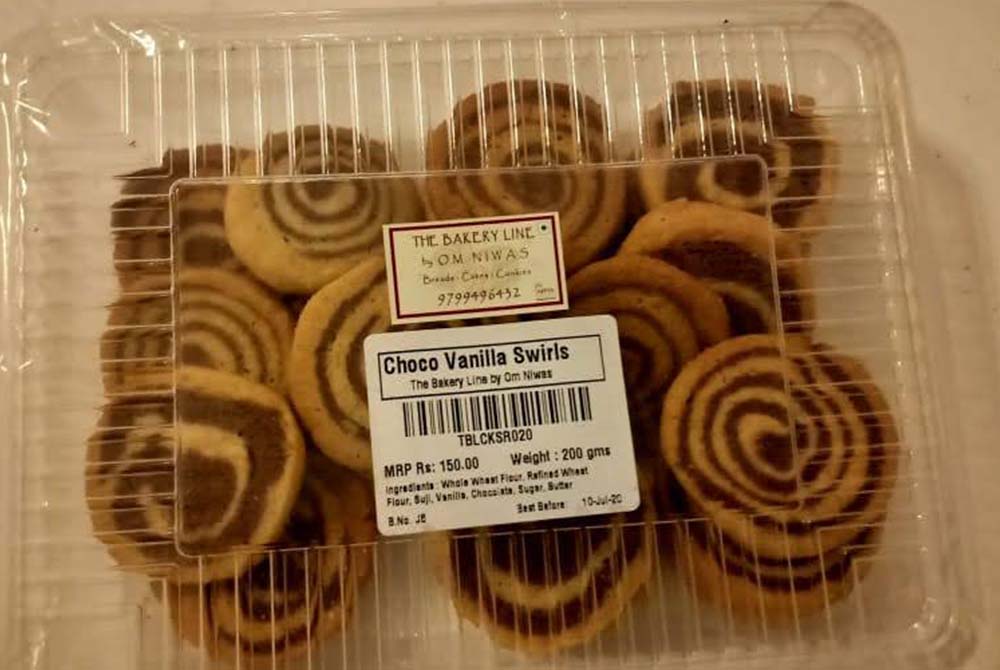 THE BAKERY LINE
by OM NIWAS
Breads · Cakes · Cookies
9799496432
Choco Vanilla Swirls
The Bakery Line by Om Niwas
TBLCKSR020
MRP Rs: 150.00 Weight : 200 gms
Ingredients : Whole Wheat Flour, Refined Wheat
Flour, Suji, Vanilla, Chocolate, Sugar, Butter
B.No. JB Best Before: 10-Jul-20